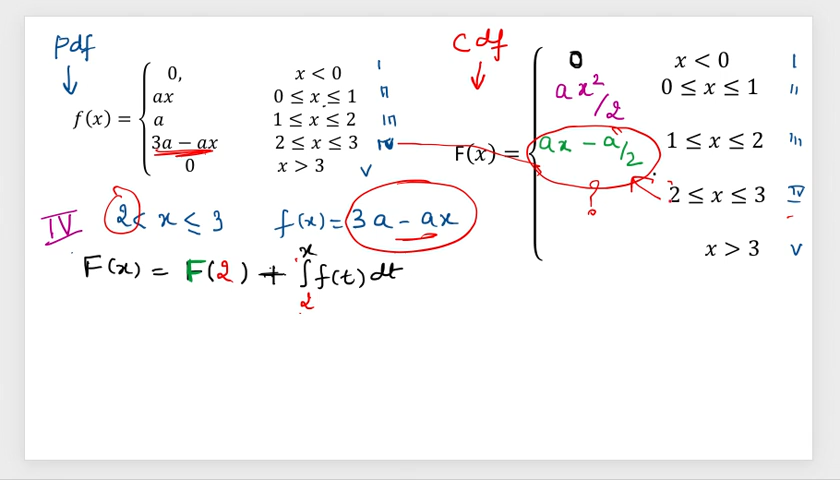 Pdf
Cdf
f(x) =
0, x < 0 I
ax 0 ≤ x ≤ 1 II
a 1 ≤ x ≤ 2 III
3a − ax 2 ≤ x ≤ 3 IV
0 x > 3 V
F(x) =
0 x < 0 I
ax²/2 0 ≤ x ≤ 1 II
ax − a/2 1 ≤ x ≤ 2 III
? 2 ≤ x ≤ 3 IV
x > 3 V
IV 2 < x ≤ 3 f(x) = 3a − ax
F(x) = F(2) + ∫₂ˣ f(t) dt